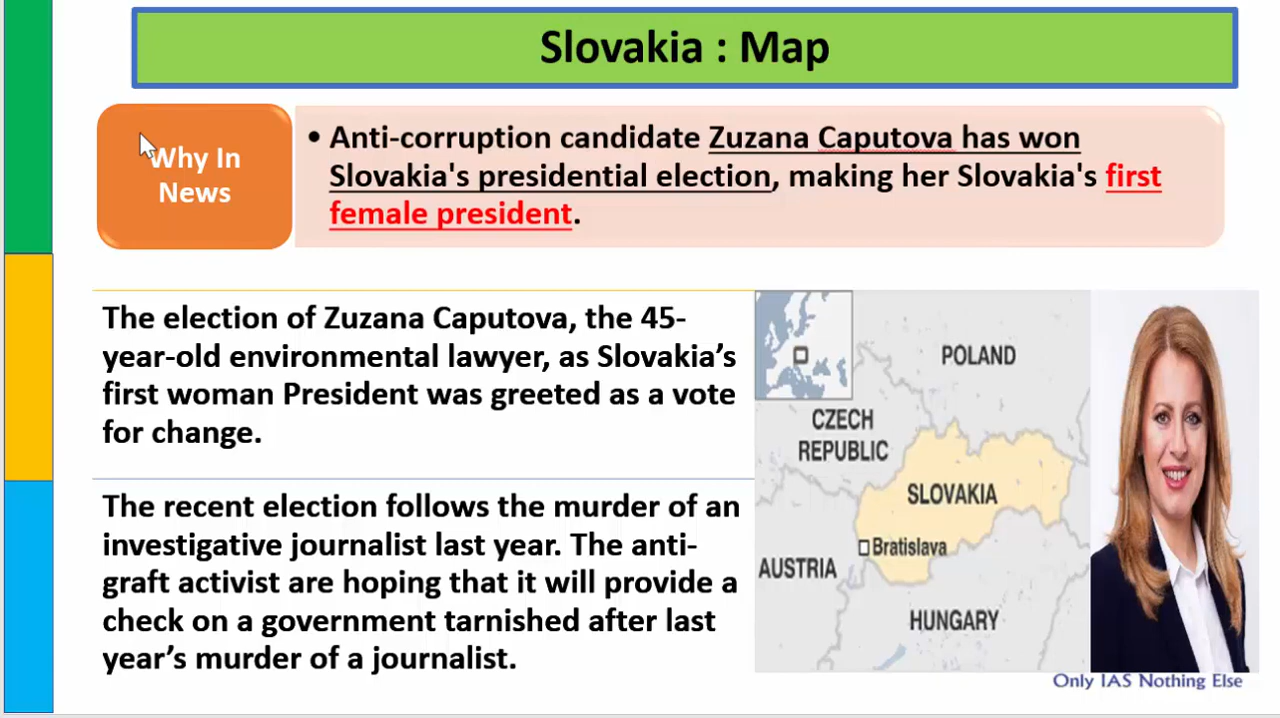 Slovakia : Map
Why In
News
• Anti-corruption candidate Zuzana Caputova has won
Slovakia's presidential election, making her Slovakia's first
female president.
The election of Zuzana Caputova, the 45-
year-old environmental lawyer, as Slovakia’s
first woman President was greeted as a vote
for change.
The recent election follows the murder of an
investigative journalist last year. The anti-
graft activist are hoping that it will provide a
check on a government tarnished after last
year’s murder of a journalist.
POLAND
CZECH
REPUBLIC
SLOVAKIA
Bratislava
AUSTRIA
HUNGARY
Only IAS Nothing Else